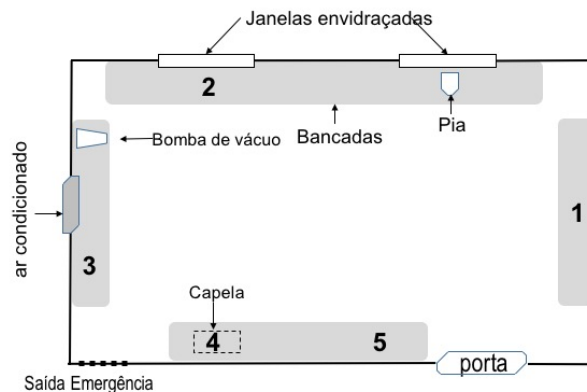 Janelas envidraçadas
2
Pia
Bancadas
Bomba de vácuo
ar condicionado
1
3
Capela
4
5
porta
Saída Emergência